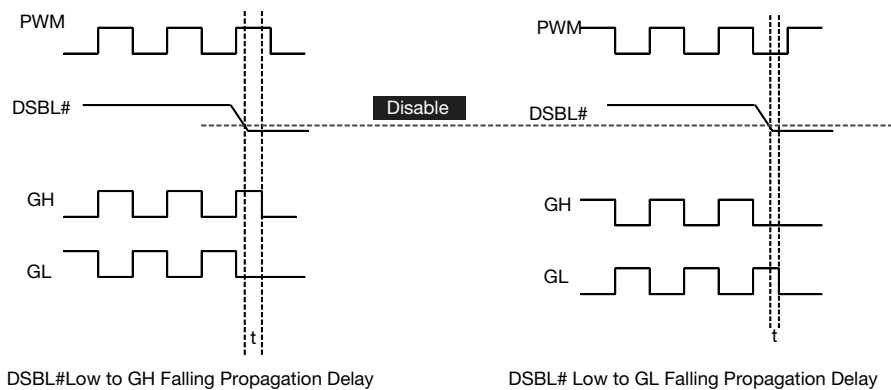 PWM
DSBL#
GH
GL
t
DSBL#Low to GH Falling Propagation Delay
Disable
PWM
DSBL#
GH
GL
t
DSBL# Low to GL Falling Propagation Delay